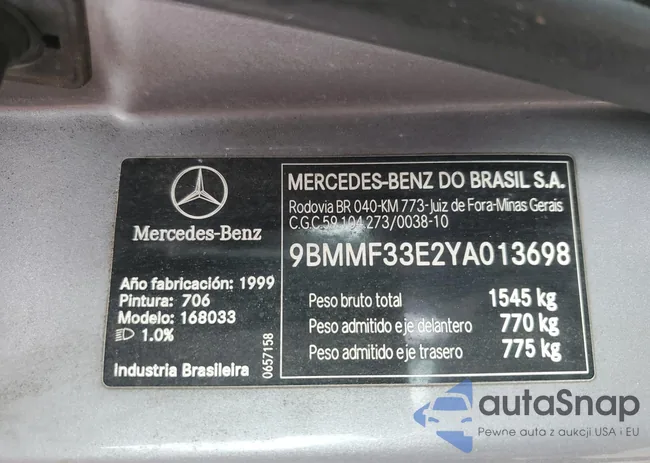 Mercedes-Benz
Año fabricación: 1999
Pintura: 706
Modelo: 168033
1.0%
Industria Brasileira
0657158
MERCEDES-BENZ DO BRASIL S.A.
Rodovia BR 040-KM 773-Juiz de Fora-Minas Gerais
C.G.C 59.104.273/0038-10
9BMMF33E2YA013698
Peso bruto total 1545 kg
Peso admitido eje delantero 770 kg
Peso admitido eje trasero 775 kg
autaSnap
Pewne auto z aukcji USA i EU